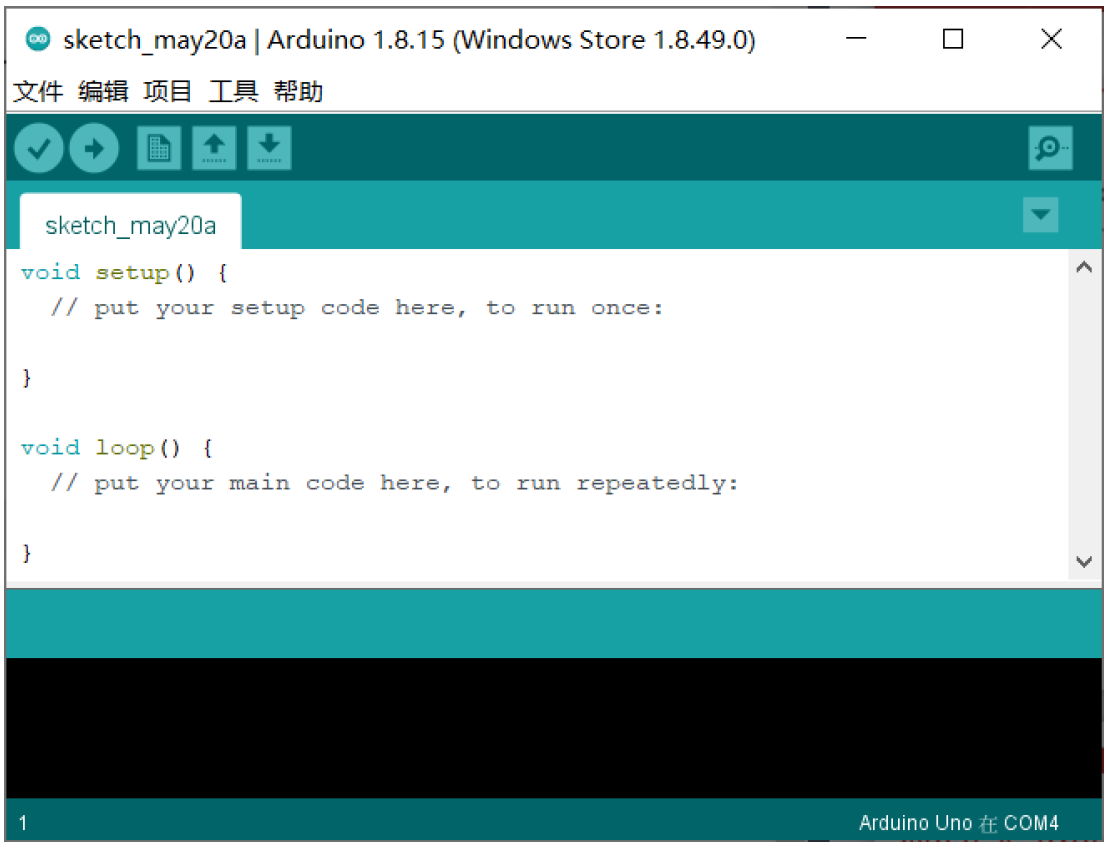 sketch_may20a | Arduino 1.8.15 (Windows Store 1.8.49.0)
文件 编辑 项目 工具 帮助
sketch_may20a
void setup() {
  // put your setup code here, to run once:

}

void loop() {
  // put your main code here, to run repeatedly:

}
1
Arduino Uno 在 COM4